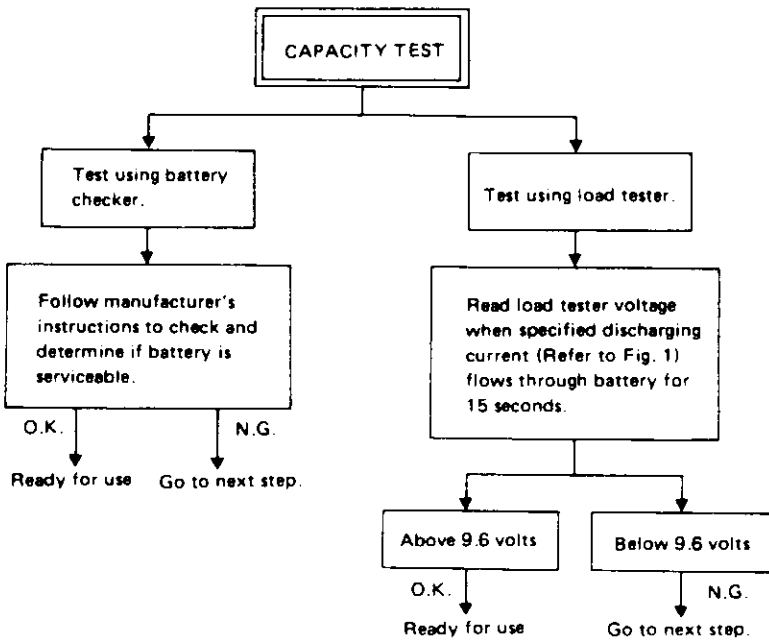 CAPACITY TEST
Test using battery
checker.
Follow manufacturer's
instructions to check and
determine if battery is
serviceable.
O.K.
N.G.
Ready for use
Go to next step.
Test using load tester.
Read load tester voltage
when specified discharging
current (Refer to Fig. 1)
flows through battery for
15 seconds.
Above 9.6 volts
Below 9.6 volts
O.K.
N.G.
Ready for use
Go to next step.